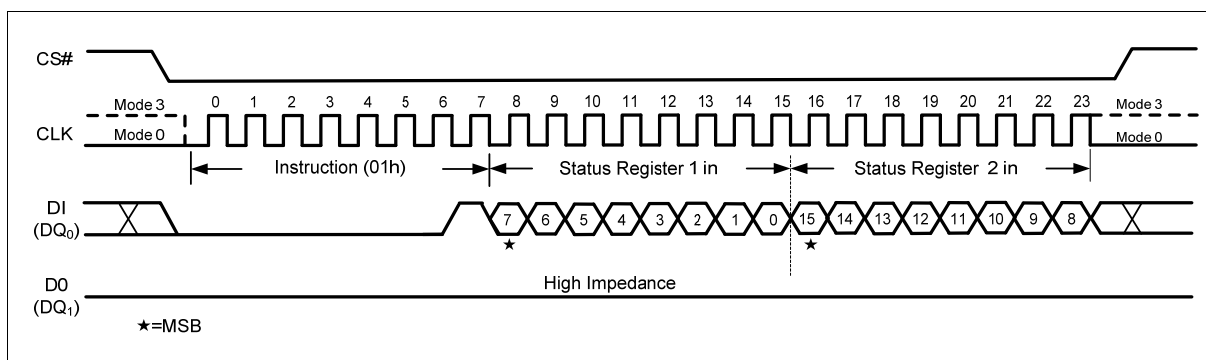 CS#
Mode 3 0 1 2 3 4 5 6 7 8 9 10 11 12 13 14 15 16 17 18 19 20 21 22 23 Mode 3
CLK Mode 0 Mode 0
Instruction (01h) Status Register 1 in Status Register 2 in
DI
(DQ0) 7 6 5 4 3 2 1 0 15 14 13 12 11 10 9 8
★ ★
High Impedance
D0
(DQ1)
★=MSB